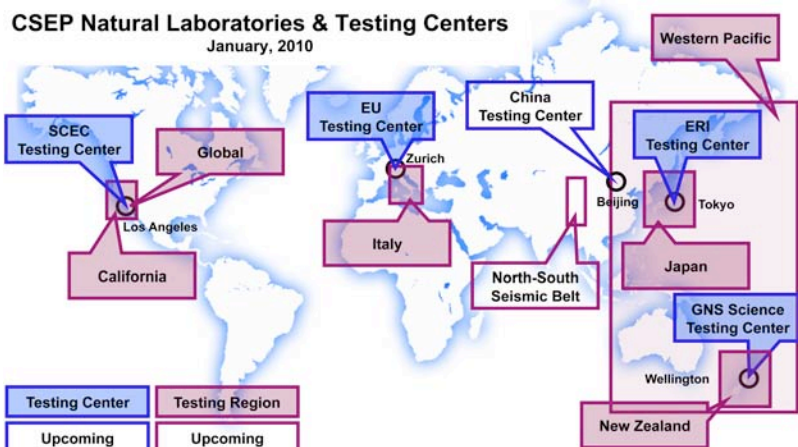 CSEP Natural Laboratories & Testing Centers
January, 2010
Western Pacific
SCEC
Testing Center
Global
EU
Testing Center
China
Testing Center
ERI
Testing Center
Zurich
Beijing
Tokyo
Los Angeles
California
Italy
North-South
Seismic Belt
Japan
GNS Science
Testing Center
Wellington
New Zealand
Testing Center
Testing Region
Upcoming
Upcoming